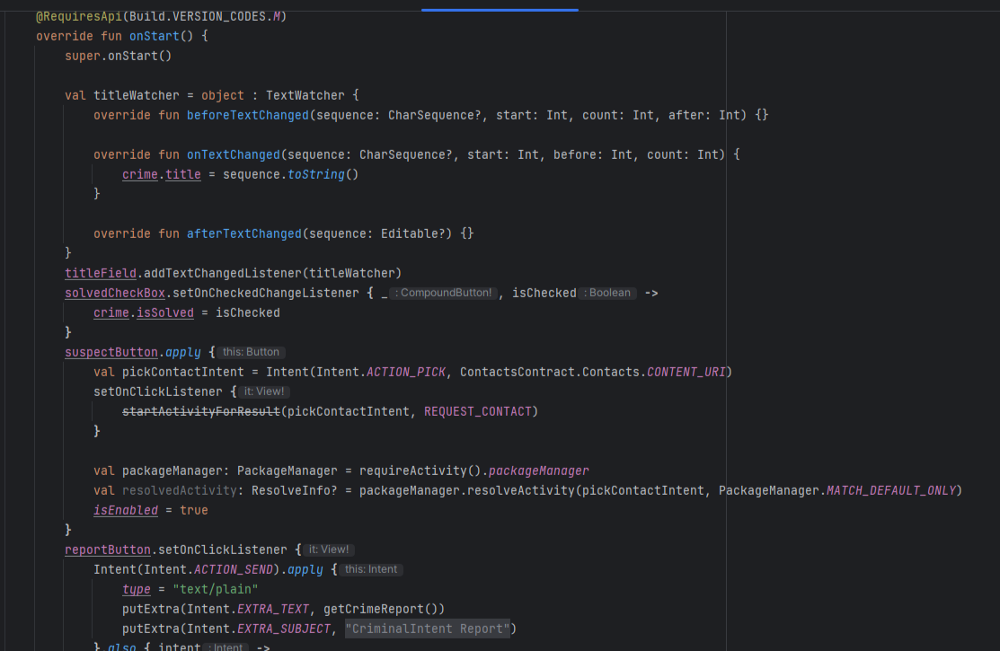 @RequiresApi(Build.VERSION_CODES.M)
override fun onStart() {
super.onStart()
val titleWatcher = object : TextWatcher {
override fun beforeTextChanged(sequence: CharSequence?, start: Int, count: Int, after: Int) {}
override fun onTextChanged(sequence: CharSequence?, start: Int, before: Int, count: Int) {
crime.title = sequence.toString()
}
override fun afterTextChanged(sequence: Editable?) {}
}
titleField.addTextChangedListener(titleWatcher)
solvedCheckBox.setOnCheckedChangeListener { _ : CompoundButton! , isChecked : Boolean ->
crime.isSolved = isChecked
}
suspectButton.apply { this: Button
val pickContactIntent = Intent(Intent.ACTION_PICK, ContactsContract.Contacts.CONTENT_URI)
setOnClickListener { it: View!
startActivityForResult(pickContactIntent, REQUEST_CONTACT)
}
val packageManager: PackageManager = requireActivity().packageManager
val resolvedActivity: ResolveInfo? = packageManager.resolveActivity(pickContactIntent, PackageManager.MATCH_DEFAULT_ONLY)
isEnabled = true
}
reportButton.setOnClickListener { it: View!
Intent(Intent.ACTION_SEND).apply { this: Intent
type = "text/plain"
putExtra(Intent.EXTRA_TEXT, getCrimeReport())
putExtra(Intent.EXTRA_SUBJECT, "CriminalIntent Report")
}.also { intent : Intent ->